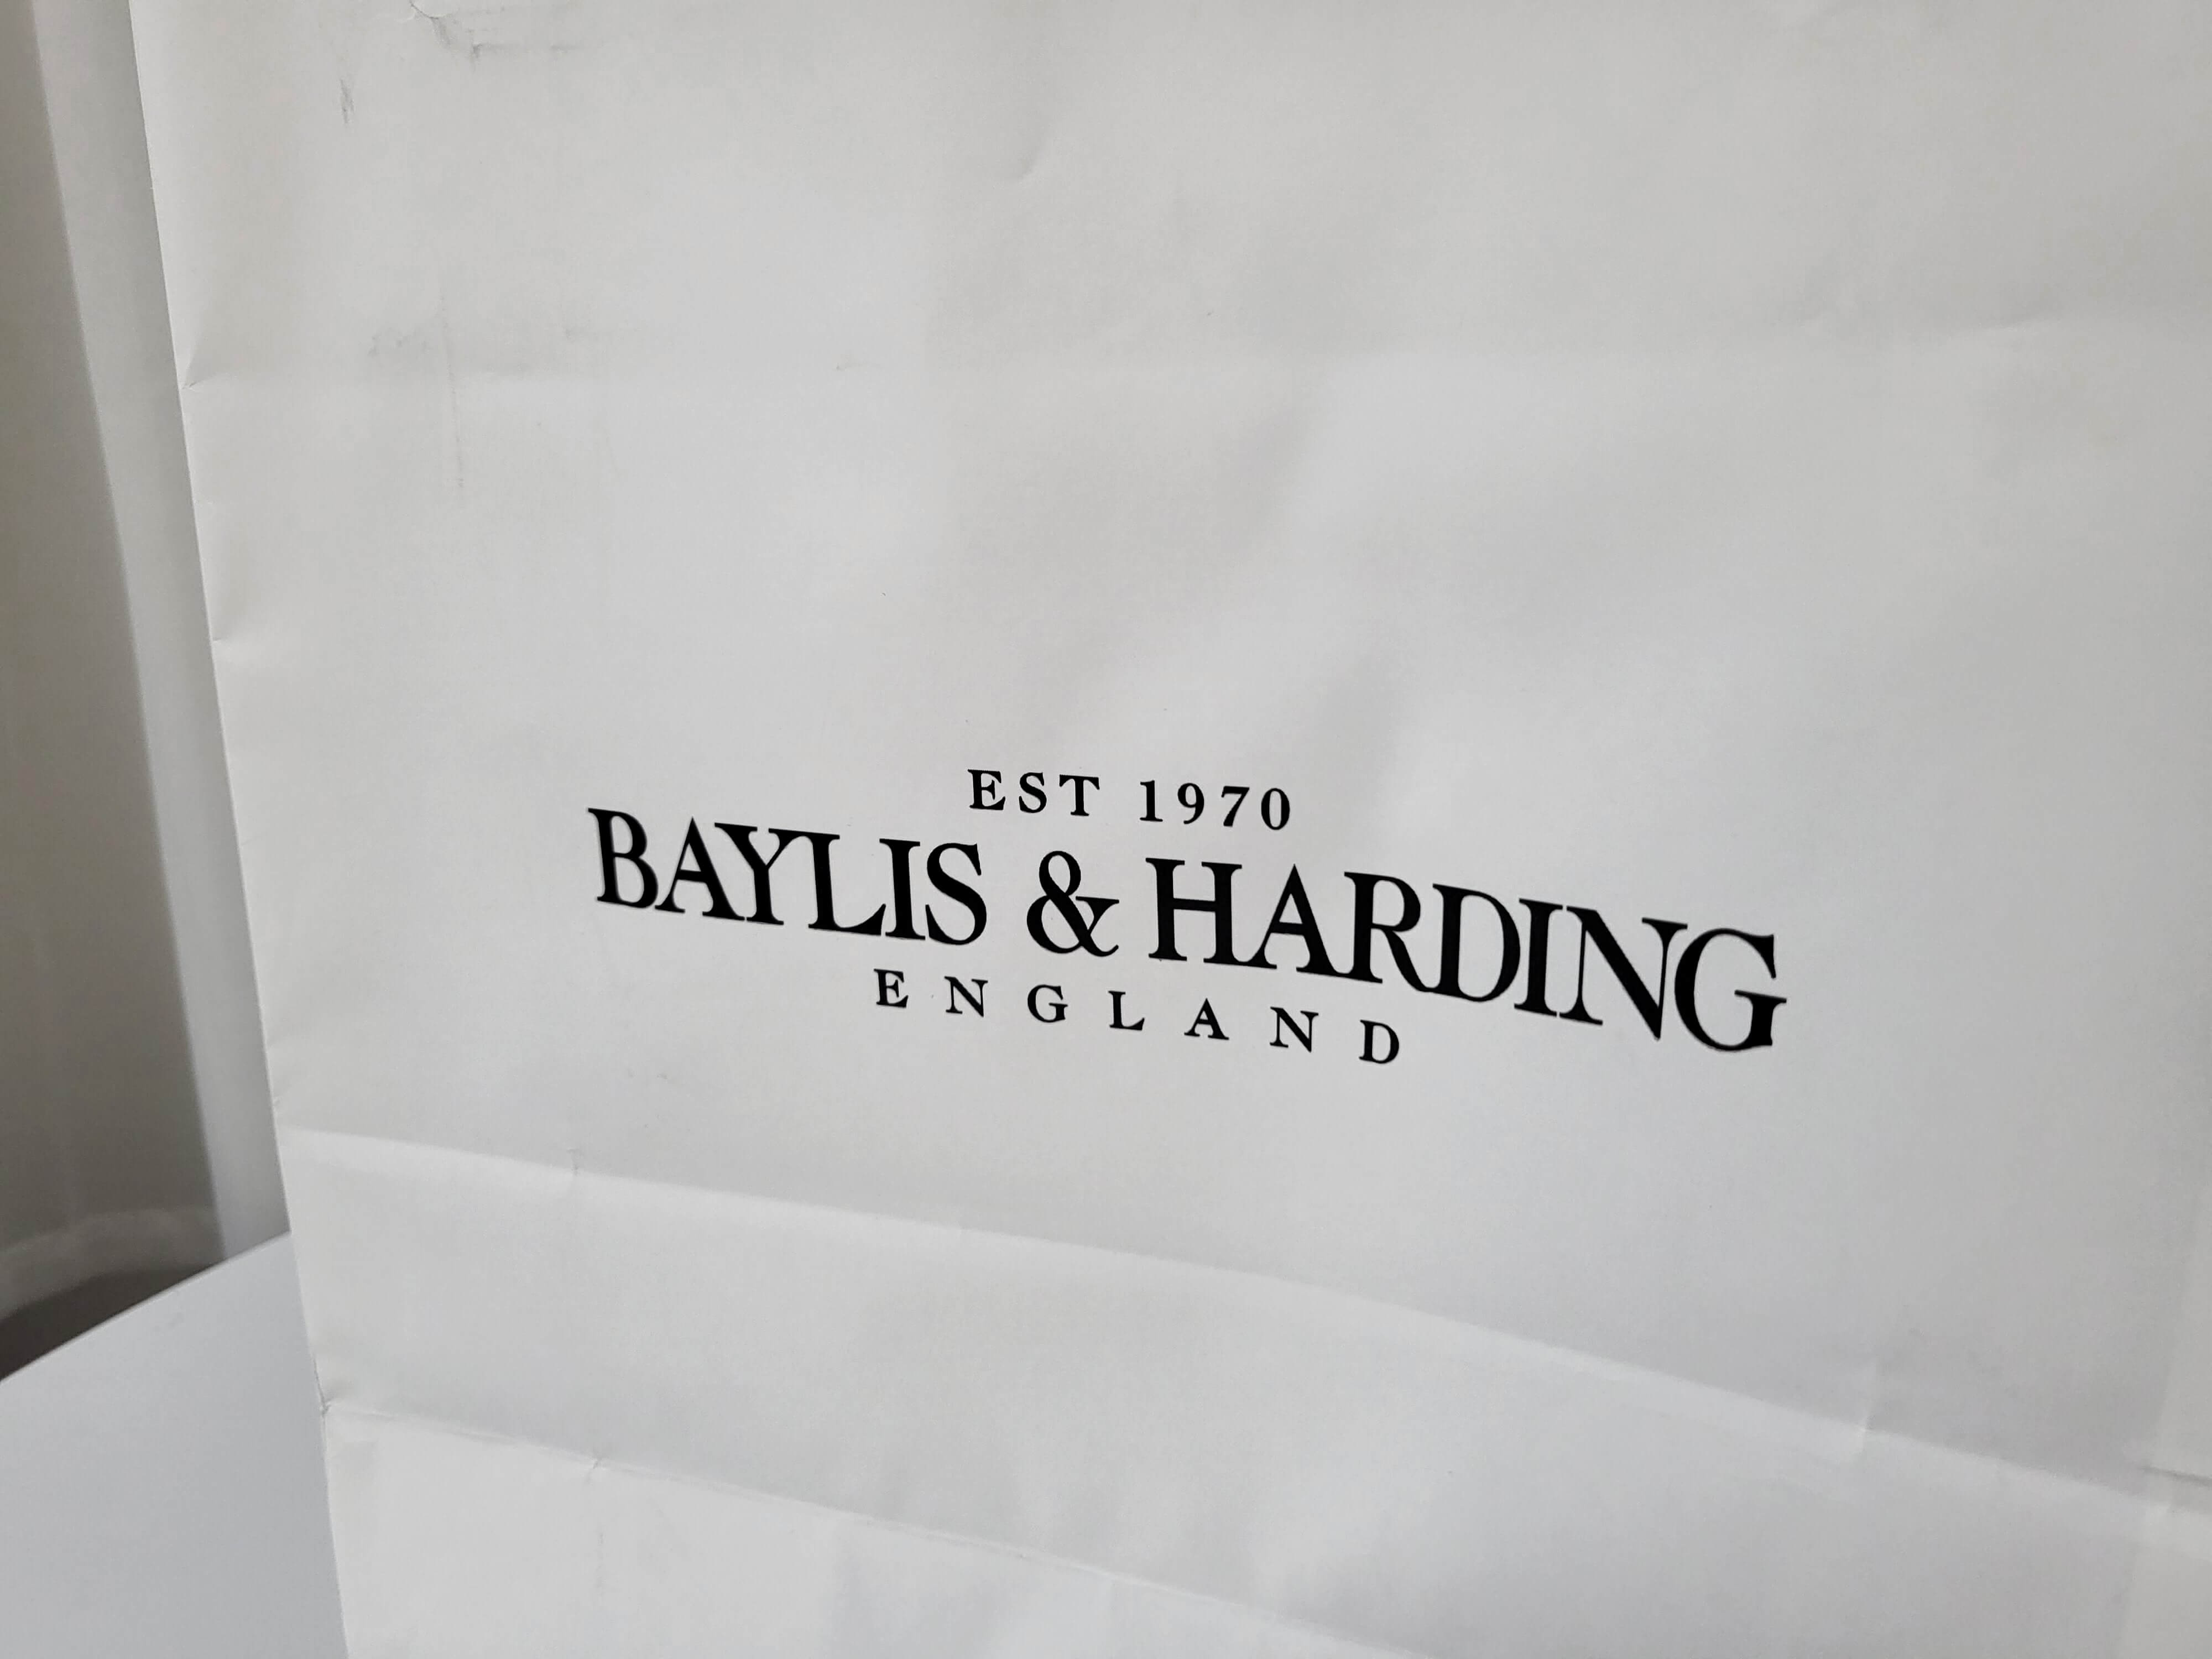 EST 1970
BAYLIS & HARDING
ENGLAND